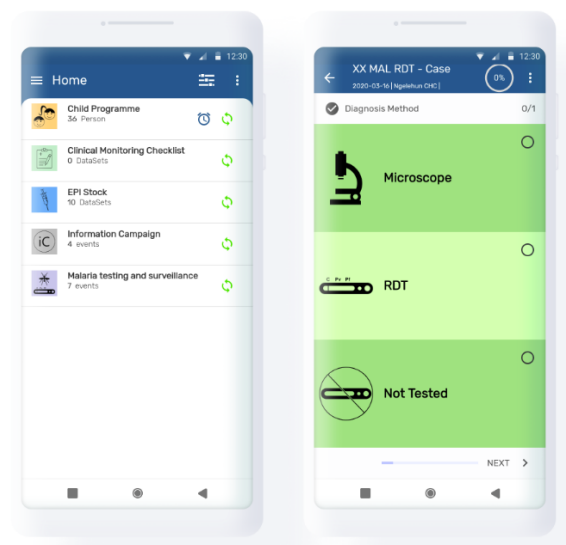 12:30
Home
Child Programme
36 Person
Clinical Monitoring Checklist
0 DataSets
EPI Stock
10 DataSets
iC
Information Campaign
4 events
Malaria testing and surveillance
7 events
12:30
XX MAL RDT - Case
2020-03-16 | Ngelehun CHC |
0%
Diagnosis Method
0/1
Microscope
C Pv P1
RDT
Not Tested
NEXT